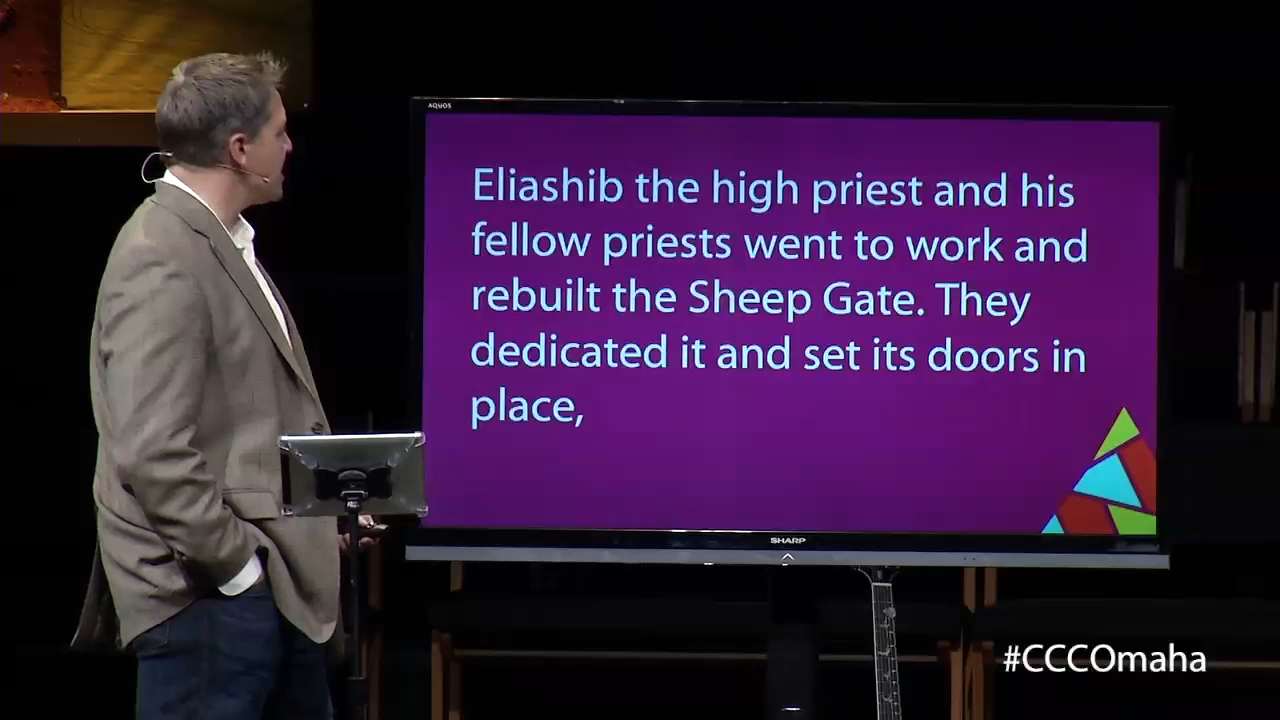 AQUOS
Eliashib the high priest and his
fellow priests went to work and
rebuilt the Sheep Gate. They
dedicated it and set its doors in
place,
SHARP
#CCCOmaha